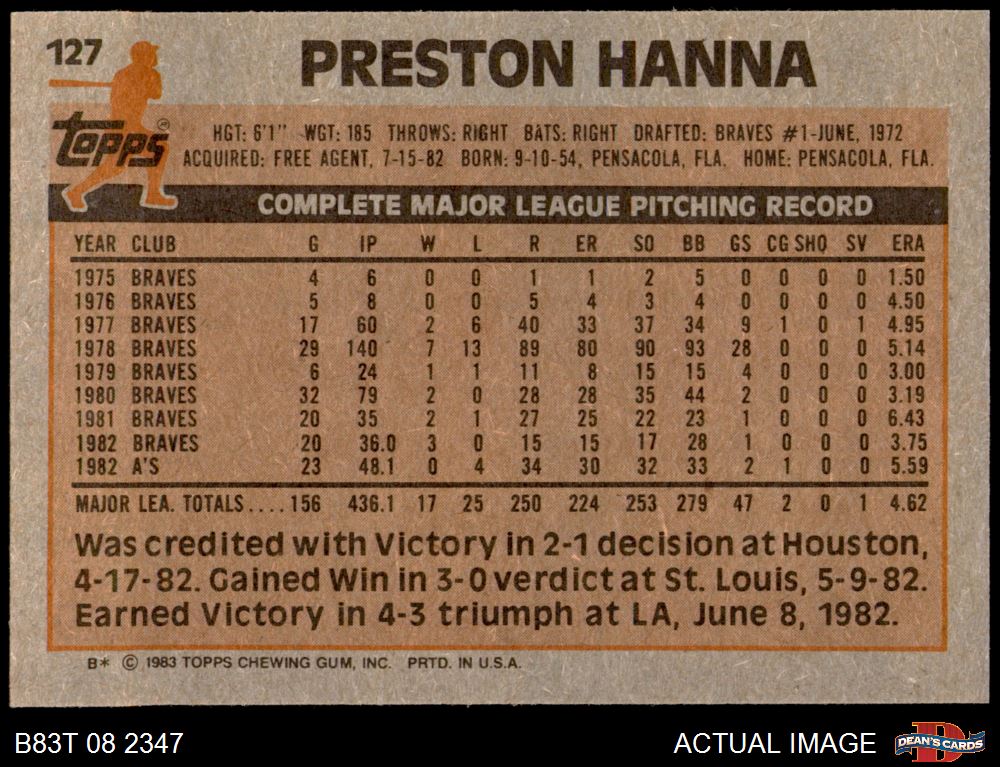 127
PRESTON HANNA
Topps
HGT: 6'1" WGT: 185 THROWS: RIGHT BATS: RIGHT DRAFTED: BRAVES #1-JUNE, 1972
ACQUIRED: FREE AGENT, 7-15-82 BORN: 9-10-54, PENSACOLA, FLA. HOME: PENSACOLA, FLA.
COMPLETE MAJOR LEAGUE PITCHING RECORD
YEAR CLUB G IP W L R ER SO BB GS CG SHO SV ERA
1975 BRAVES 4 6 0 0 1 1 2 5 0 0 0 0 1.50
1976 BRAVES 5 8 0 0 5 4 3 4 0 0 0 0 4.50
1977 BRAVES 17 60 2 6 40 33 37 34 9 1 0 1 4.95
1978 BRAVES 29 140 7 13 89 80 90 93 28 0 0 0 5.14
1979 BRAVES 6 24 1 1 11 8 15 15 4 0 0 0 3.00
1980 BRAVES 32 79 2 0 28 28 35 44 2 0 0 0 3.19
1981 BRAVES 20 35 2 1 27 25 22 23 1 0 0 0 6.43
1982 BRAVES 20 36.0 3 0 15 15 17 28 1 0 0 0 3.75
1982 A'S 23 48.1 0 4 34 30 32 33 2 1 0 0 5.59
MAJOR LEA. TOTALS....156 436.1 17 25 250 224 253 279 47 2 0 1 4.62
Was credited with Victory in 2-1 decision at Houston,
4-17-82. Gained Win in 3-0 verdict at St. Louis, 5-9-82.
Earned Victory in 4-3 triumph at LA, June 8, 1982.
B* © 1983 TOPPS CHEWING GUM, INC. PRTD. IN U.S.A.
B83T 08 2347
ACTUAL IMAGE
DEAN'S CARDS